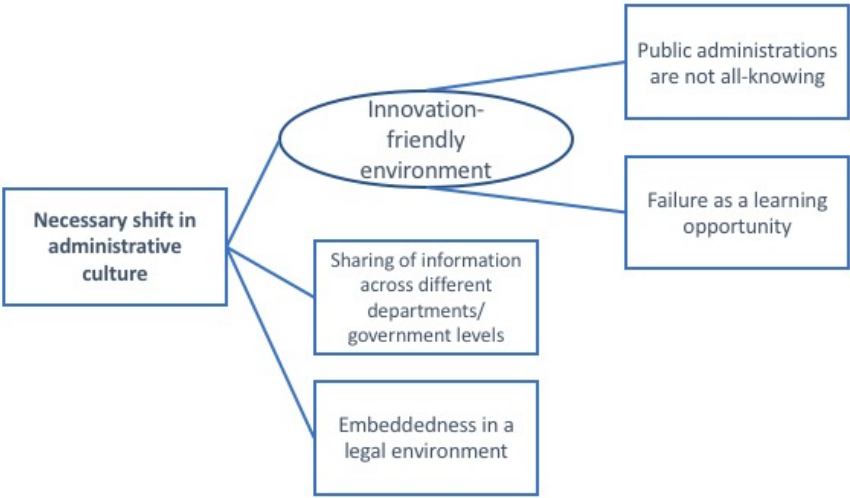 Necessary shift in
administrative
culture
Innovation-
friendly
environment
Public administrations
are not all-knowing
Failure as a learning
opportunity
Sharing of information
across different
departments/
government levels
Embeddedness in a
legal environment